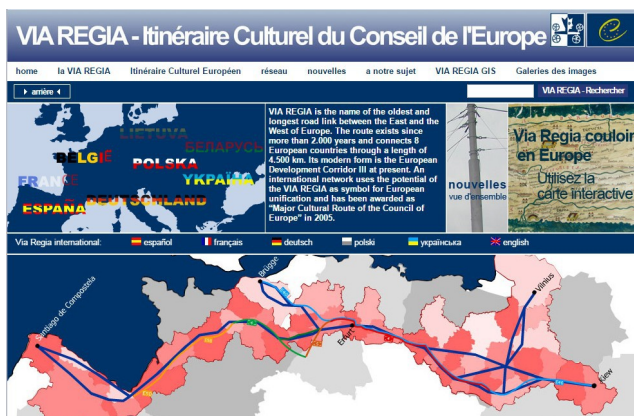 VIA REGIA - Itinéraire Culturel du Conseil de l'Europe
home la VIA REGIA Itinéraire Culturel Européen réseau nouvelles a notre sujet VIA REGIA GIS Galeries des images
arrière
VIA REGIA - Rechercher
LIETUVA
БЕЛАРУСЬ
BELGIË
POLSKA
FRANCE
УКРАЇНА
DEUTSCHLAND
ESPAÑA
VIA REGIA is the name of the oldest and
longest road link between the East and the
West of Europe. The route exists since
more than 2.000 years and connects 8
European countries through a length of
4.500 km. Its modern form is the European
Development Corridor III at present. An
international network uses the potential of
the VIA REGIA as symbol for European
unification and has been awarded as
"Major Cultural Route of the Council of
Europe" in 2005.
nouvelles
vue d'ensemble
Via Regia couloir
en Europe
Utilisez la
carte interactive
Via Regia international: español français deutsch polski українська english
Santiago de Compostela
Brügge
Erfurt
Vilnius
Kiew